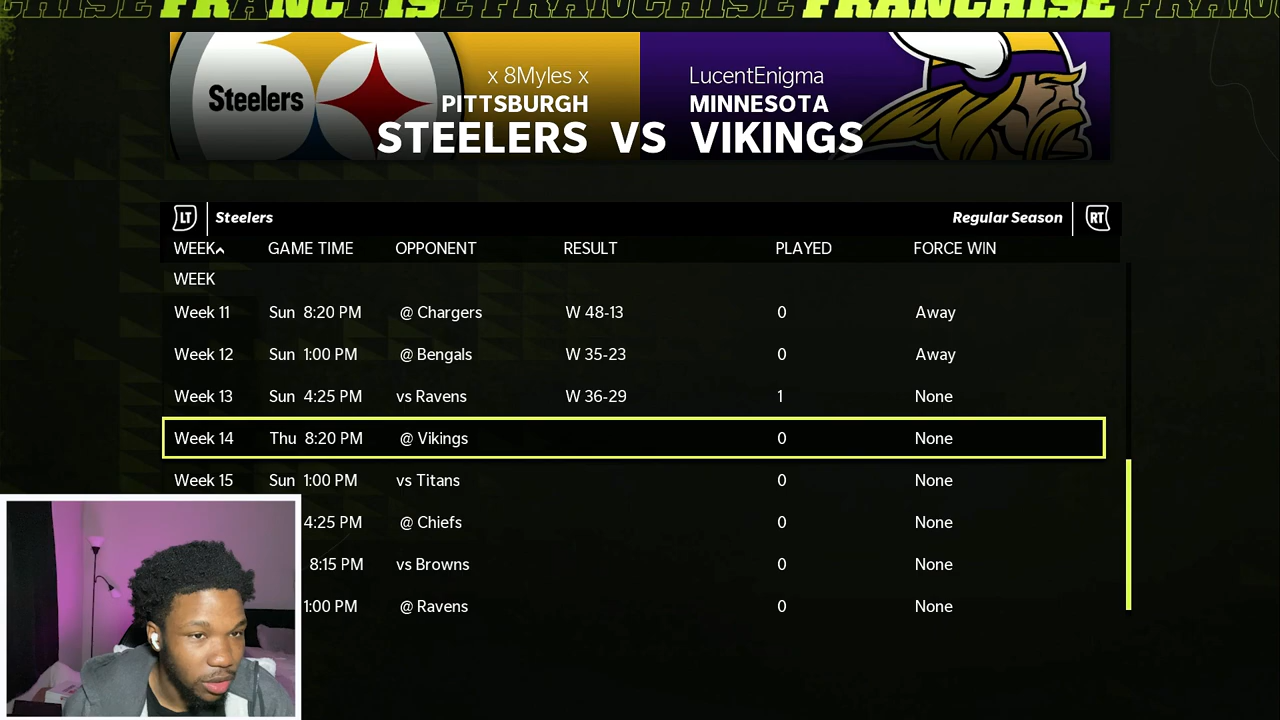 FRANCHISE FRANCHISE FRANCHISE FRANCHISE
Steelers
x 8Myles x
PITTSBURGH
STEELERS VS VIKINGS
LucentEnigma
MINNESOTA
LT Steelers Regular Season RT
WEEK GAME TIME OPPONENT RESULT PLAYED FORCE WIN
WEEK
Week 11 Sun 8:20 PM @ Chargers W 48-13 0 Away
Week 12 Sun 1:00 PM @ Bengals W 35-23 0 Away
Week 13 Sun 4:25 PM vs Ravens W 36-29 1 None
Week 14 Thu 8:20 PM @ Vikings 0 None
Week 15 Sun 1:00 PM vs Titans 0 None
4:25 PM @ Chiefs 0 None
8:15 PM vs Browns 0 None
1:00 PM @ Ravens 0 None